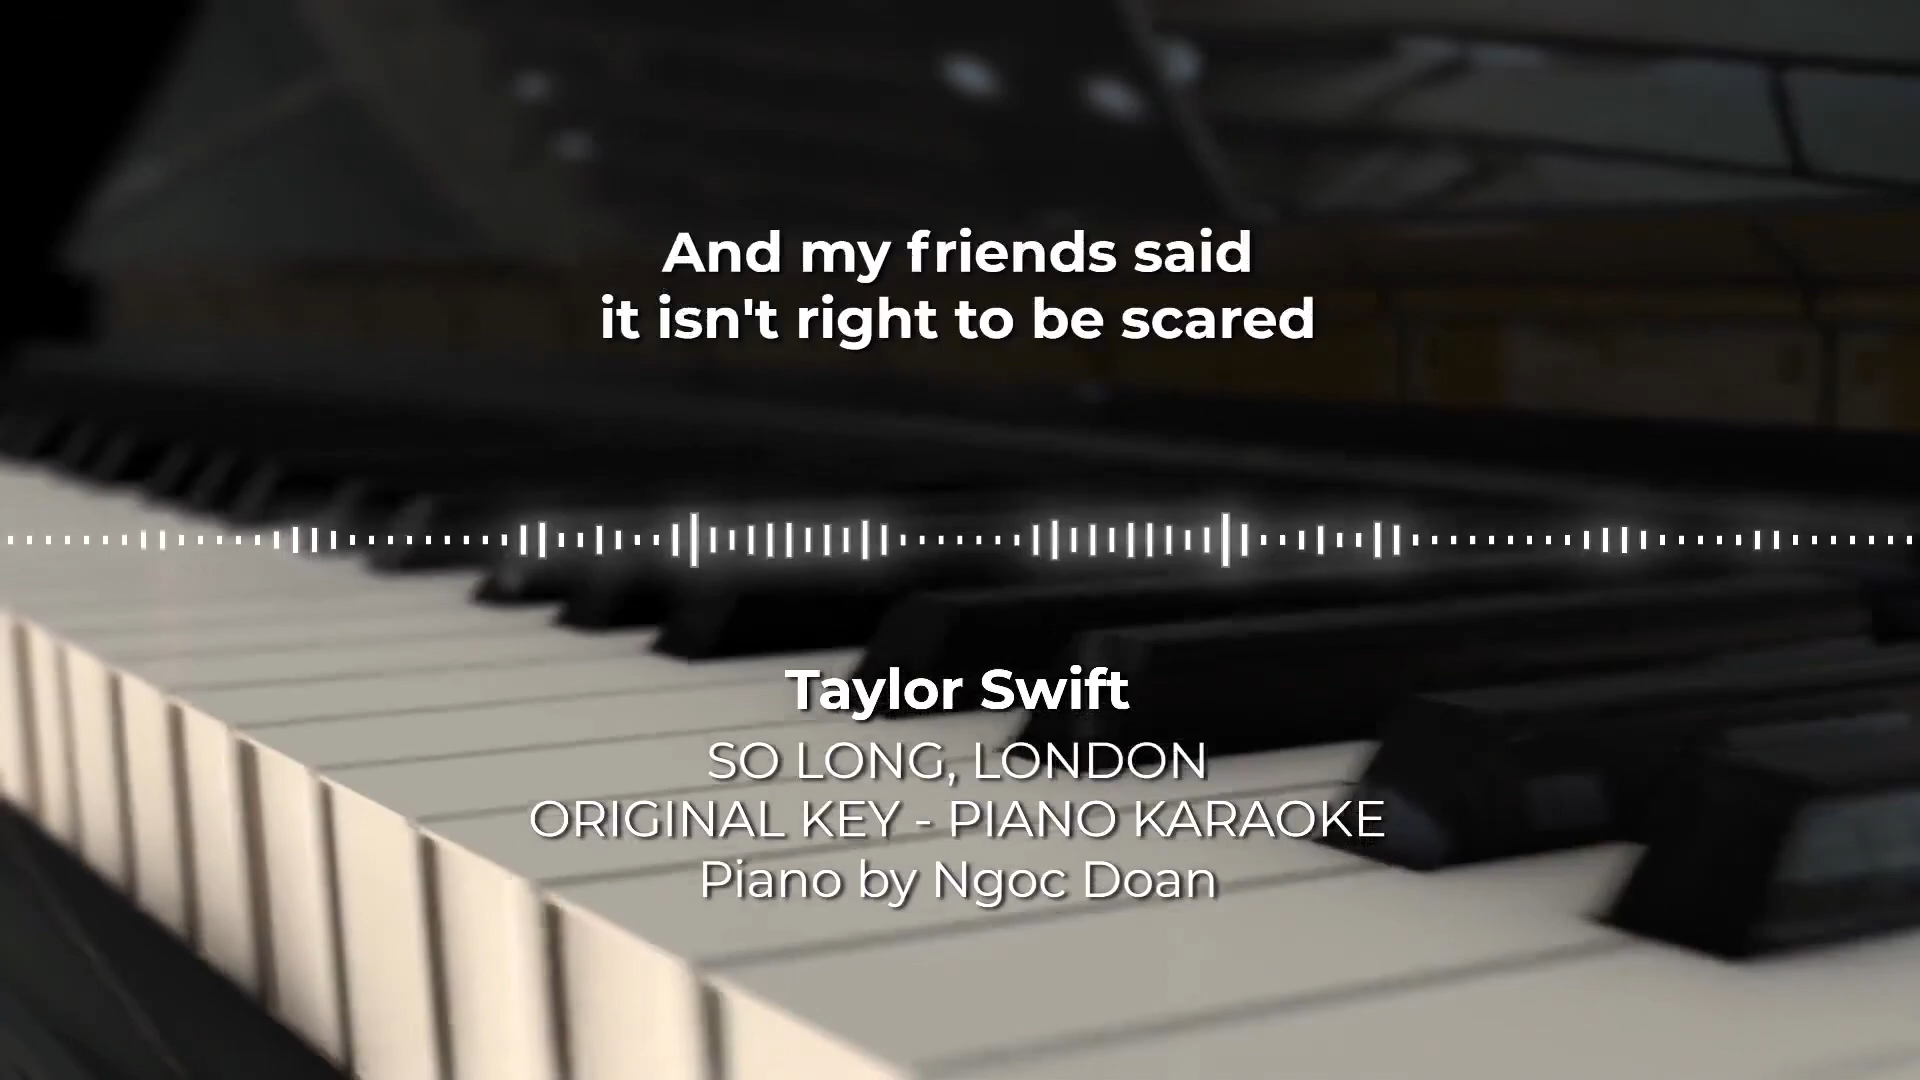 And my friends said
it isn't right to be scared
Taylor Swift
SO LONG, LONDON
ORIGINAL KEY - PIANO KARAOKE
Piano by Ngoc Doan